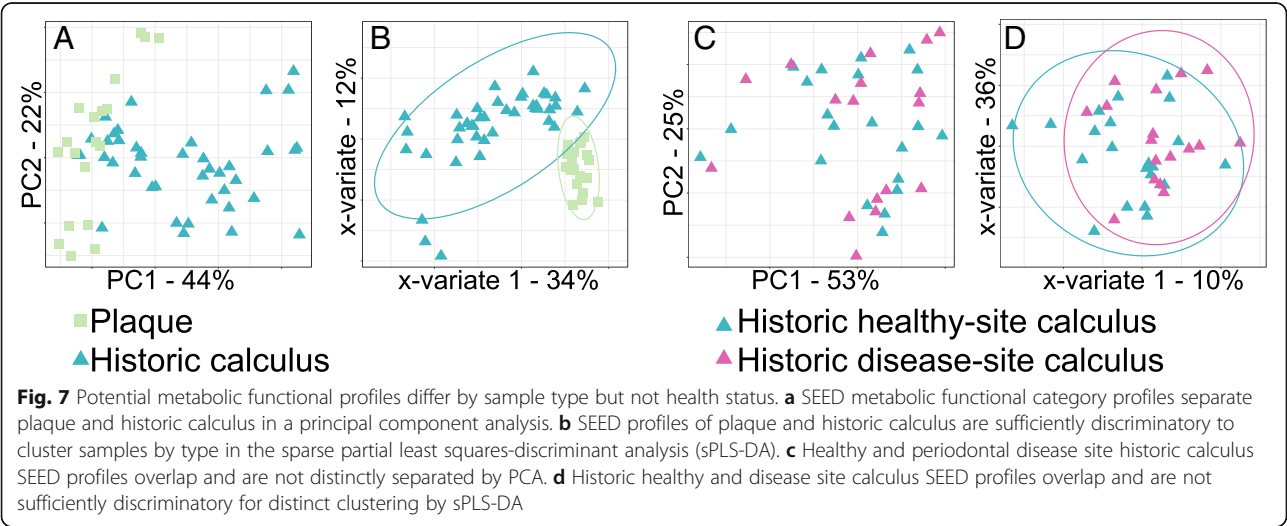 A
PC2 - 22%
PC1 - 44%
B
x-variate - 12%
x-variate 1 - 34%
C
PC2 - 25%
PC1 - 53%
D
x-variate - 36%
x-variate 1 - 10%
Plaque
Historic calculus
Historic healthy-site calculus
Historic disease-site calculus
Fig. 7 Potential metabolic functional profiles differ by sample type but not health status. a SEED metabolic functional category profiles separate
plaque and historic calculus in a principal component analysis. b SEED profiles of plaque and historic calculus are sufficiently discriminatory to
cluster samples by type in the sparse partial least squares-discriminant analysis (sPLS-DA). c Healthy and periodontal disease site historic calculus
SEED profiles overlap and are not distinctly separated by PCA. d Historic healthy and disease site calculus SEED profiles overlap and are not
sufficiently discriminatory for distinct clustering by sPLS-DA